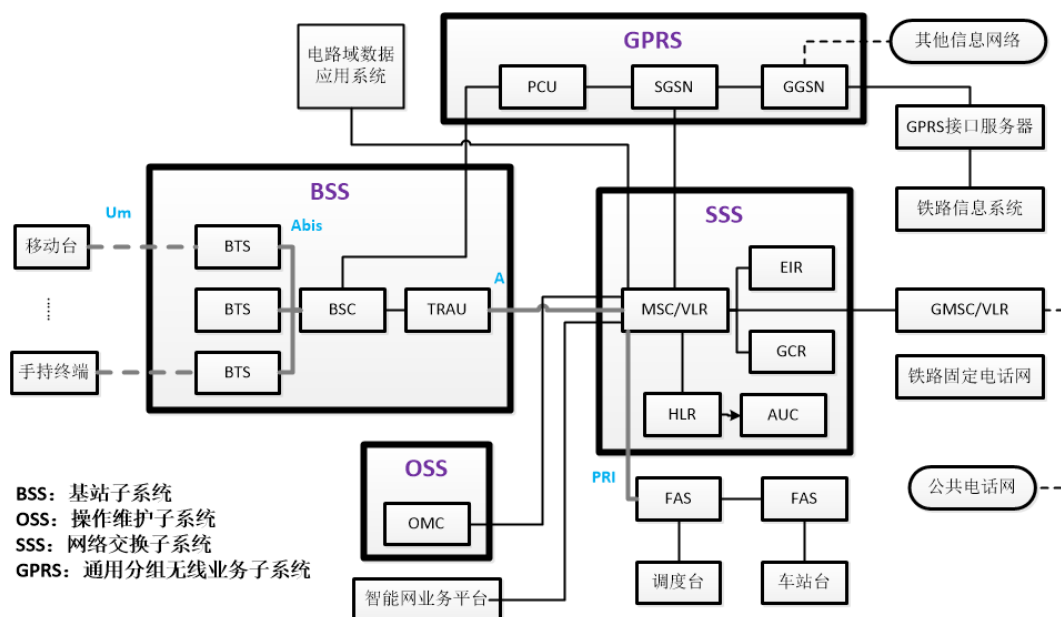 GPRS
电路域数据
应用系统
其他信息网络
PCU
SGSN
GGSN
GPRS接口服务器
BSS
SSS
铁路信息系统
Um
Abis
移动台
BTS
EIR
A
......
BTS
BSC
TRAU
MSC/VLR
GMSC/VLR
GCR
手持终端
BTS
铁路固定电话网
HLR
AUC
OSS
PRI
BSS：基站子系统
OSS：操作维护子系统
SSS：网络交换子系统
GPRS：通用分组无线业务子系统
OMC
FAS
FAS
公共电话网
调度台
车站台
智能网业务平台